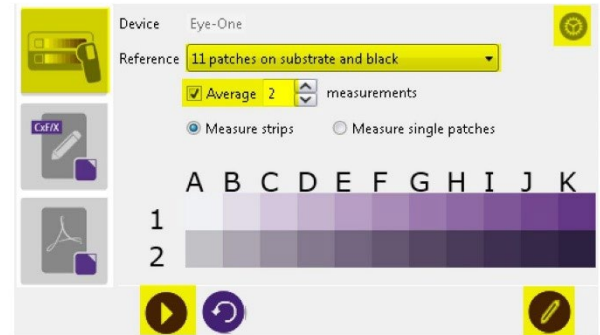 Device Eye-One
Reference 11 patches on substrate and black
Average 2 measurements
CxF/X
Measure strips Measure single patches
A B C D E F G H I J K
1
2